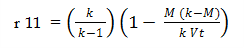 r 11 = (k/(k−1)) (1 − M (k−M)/(k Vt))